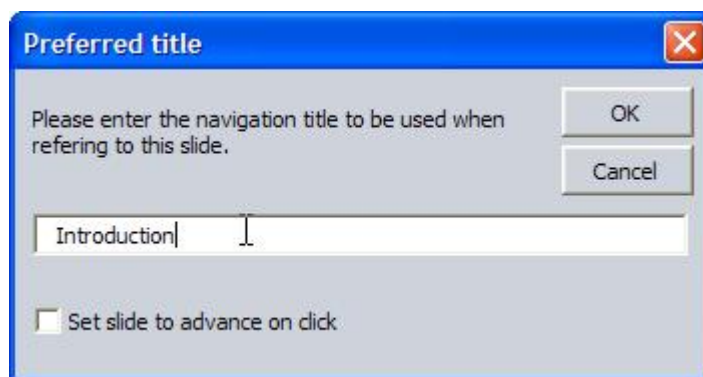 Preferred title
Please enter the navigation title to be used when
refering to this slide.
OK
Cancel
Introduction
Set slide to advance on click